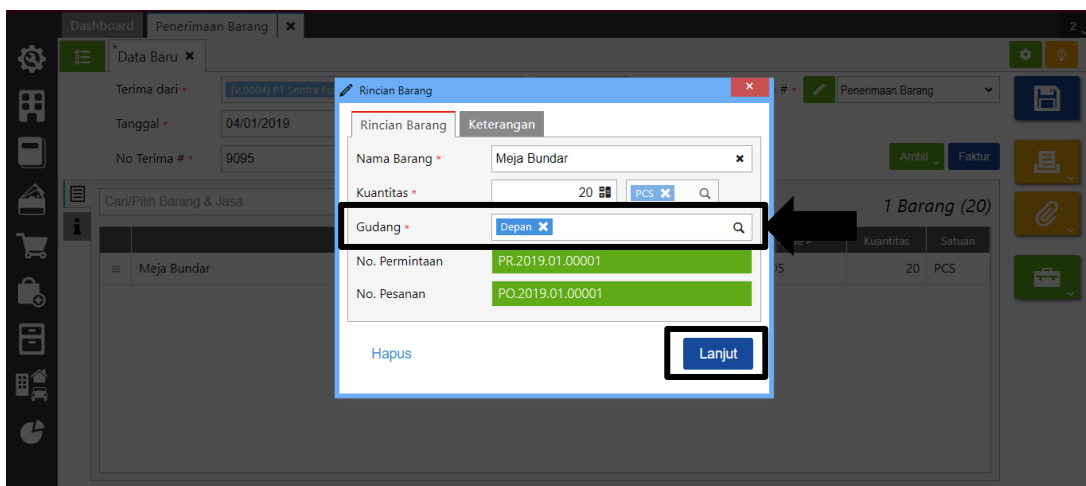 Dashboard Penerimaan Barang
2
*Data Baru
Terima dari * [V.0004] PT Sentra Fu
# * Penerimaan Barang
Tanggal * 04/01/2019
No Terima # * 9095
Ambil Faktur
Cari/Pilih Barang & Jasa...
1 Barang (20)
Kuantitas Satuan
Meja Bundar
20 PCS
Rincian Barang
Rincian Barang Keterangan
Nama Barang * Meja Bundar
Kuantitas * 20 PCS
Gudang * Depan
No. Permintaan PR.2019.01.00001
No. Pesanan PO.2019.01.00001
Hapus Lanjut